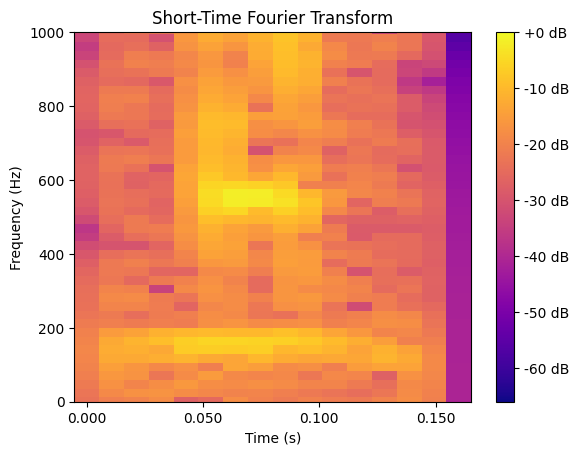 Short-Time Fourier Transform
1000
800
600
400
200
0
Frequency (Hz)
0.000
0.050
0.100
0.150
Time (s)
+0 dB
-10 dB
-20 dB
-30 dB
-40 dB
-50 dB
-60 dB